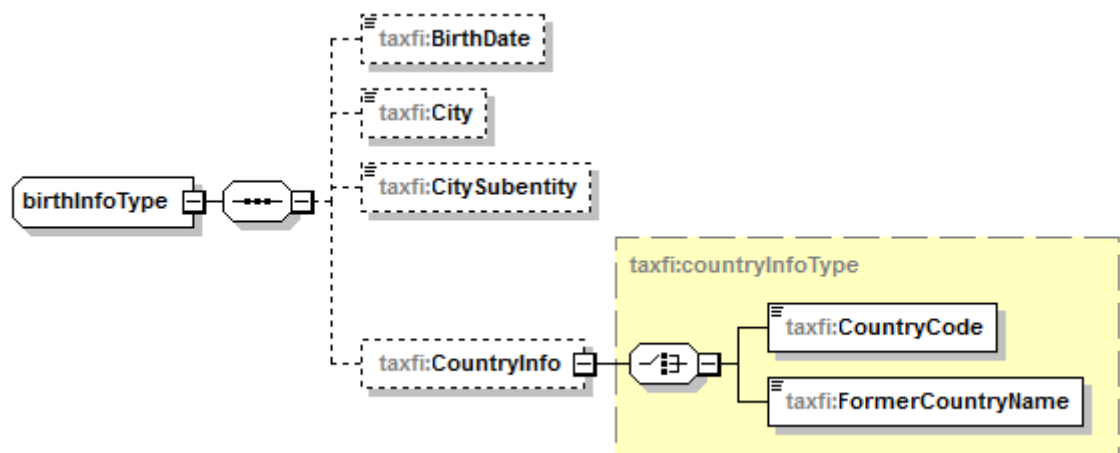 taxfi:BirthDate
taxfi:City
taxfi:CitySubentity
birthInfoType
taxfi:countryInfoType
taxfi:CountryCode
taxfi:CountryInfo
taxfi:FormerCountryName